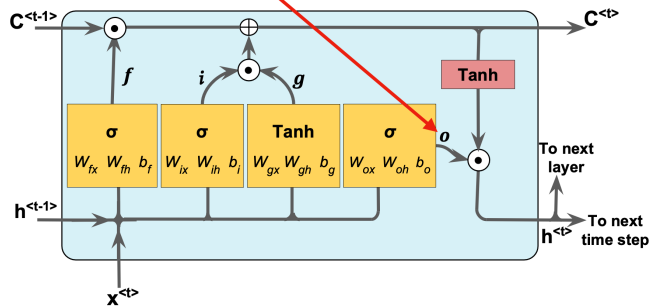 C<t-1>
C<t>
f
i
g
Tanh
σ
σ
Tanh
σ
o
Wfx Wfh bf
Wix Wih bi
Wgx Wgh bg
Wox Woh bo
To next
layer
h<t-1>
h<t>
To next
time step
x<t>